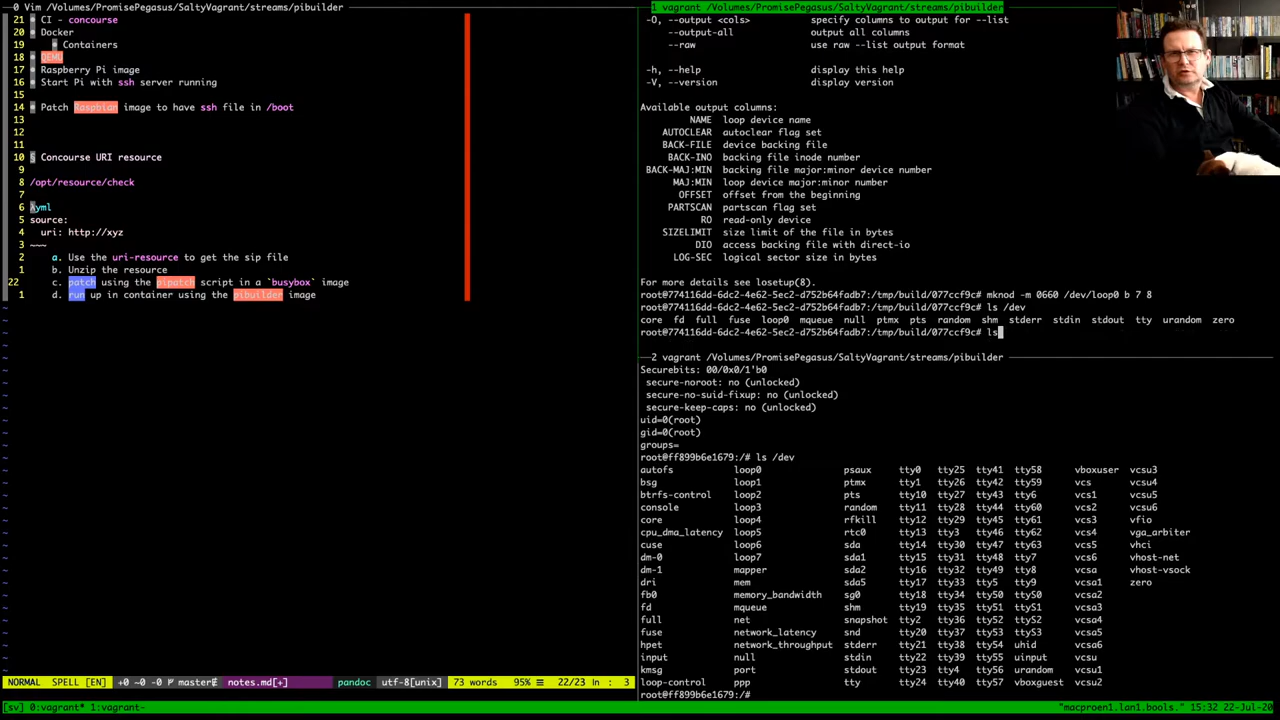 0 Vim /Volumes/PromisePegasus/SaltyVagrant/streams/pibuilder
21 CI - concourse
20 Docker
19 Containers
18 QEMU
17 Raspberry Pi image
16 Start Pi with ssh server running
15
14 Patch Raspbian image to have ssh file in /boot
13
12
11
10 § Concourse URI resource
9
8 /opt/resource/check
7
6 yml
5 source:
4 uri: http://xyz
3 ~~~
2 a. Use the uri-resource to get the sip file
1 b. Unzip the resource
22 c. patch using the pipatch script in a `busybox` image
1 d. run up in container using the pibuilder image
NORMAL SPELL [EN] +0 ~0 -0 master notes.md[+] pandoc utf-8[unix] 73 words 95% 22/23 : 3
1 vagrant /Volumes/PromisePegasus/SaltyVagrant/streams/pibuilder
-O, --output <cols> specify columns to output for --list
--output-all output all columns
--raw use raw --list output format
-h, --help display this help
-V, --version display version
Available output columns:
NAME loop device name
AUTOCLEAR autoclear flag set
BACK-FILE device backing file
BACK-INO backing file inode number
BACK-MAJ:MIN backing file major:minor device number
MAJ:MIN loop device major:minor number
OFFSET offset from the beginning
PARTSCAN partscan flag set
RO read-only device
SIZELIMIT size limit of the file in bytes
DIO access backing file with direct-io
LOG-SEC logical sector size in bytes
For more details see losetup(8).
root@774116dd-6dc2-4e62-5ec2-d752b64fadb7:/tmp/build/077ccf9c# mknod -m 0660 /dev/loop0 b 7 8
root@774116dd-6dc2-4e62-5ec2-d752b64fadb7:/tmp/build/077ccf9c# ls /dev
core fd full fuse loop0 mqueue null ptmx pts random shm stderr stdin stdout tty urandom zero
root@774116dd-6dc2-4e62-5ec2-d752b64fadb7:/tmp/build/077ccf9c# ls
2 vagrant /Volumes/PromisePegasus/SaltyVagrant/streams/pibuilder
Securebits: 00/0x0/1'b0
secure-noroot: no (unlocked)
secure-no-suid-fixup: no (unlocked)
secure-keep-caps: no (unlocked)
uid=0(root)
gid=0(root)
groups=
root@ff899b6e1679:/# ls /dev
autofs loop0 psaux tty0 tty25 tty41 tty58 vboxuser vcsu3
bsg loop1 ptmx tty1 tty26 tty42 tty59 vcs vcsu4
btrfs-control loop2 pts tty10 tty27 tty43 tty6 vcs1 vcsu5
console loop3 random tty11 tty28 tty44 tty60 vcs2 vcsu6
core loop4 rfkill tty12 tty29 tty45 tty61 vcs3 vfio
cpu_dma_latency loop5 rtc0 tty13 tty3 tty46 tty62 vcs4 vga_arbiter
cuse loop6 sda tty14 tty30 tty47 tty63 vcs5 vhci
dm-0 loop7 sda1 tty15 tty31 tty48 tty7 vcs6 vhost-net
dm-1 mapper sda2 tty16 tty32 tty49 tty8 vcsa vhost-vsock
dri mem sda5 tty17 tty33 tty5 tty9 vcsa1 zero
fb0 memory_bandwidth sg0 tty18 tty34 tty50 ttyS0 vcsa2
fd mqueue shm tty19 tty35 tty51 ttyS1 vcsa3
full net snapshot tty2 tty36 tty52 ttyS2 vcsa4
fuse network_latency snd tty20 tty37 tty53 ttyS3 vcsa5
hpet network_throughput stderr tty21 tty38 tty54 uhid vcsa6
input null stdin tty22 tty39 tty55 uinput vcsu
kmsg port stdout tty23 tty4 tty56 urandom vcsu1
loop-control ppp tty tty24 tty40 tty57 vboxguest vcsu2
root@ff899b6e1679:/#
[sv] 0:vagrant* 1:vagrant- "macproen1.lan1.bools." 15:32 22-Jul-20